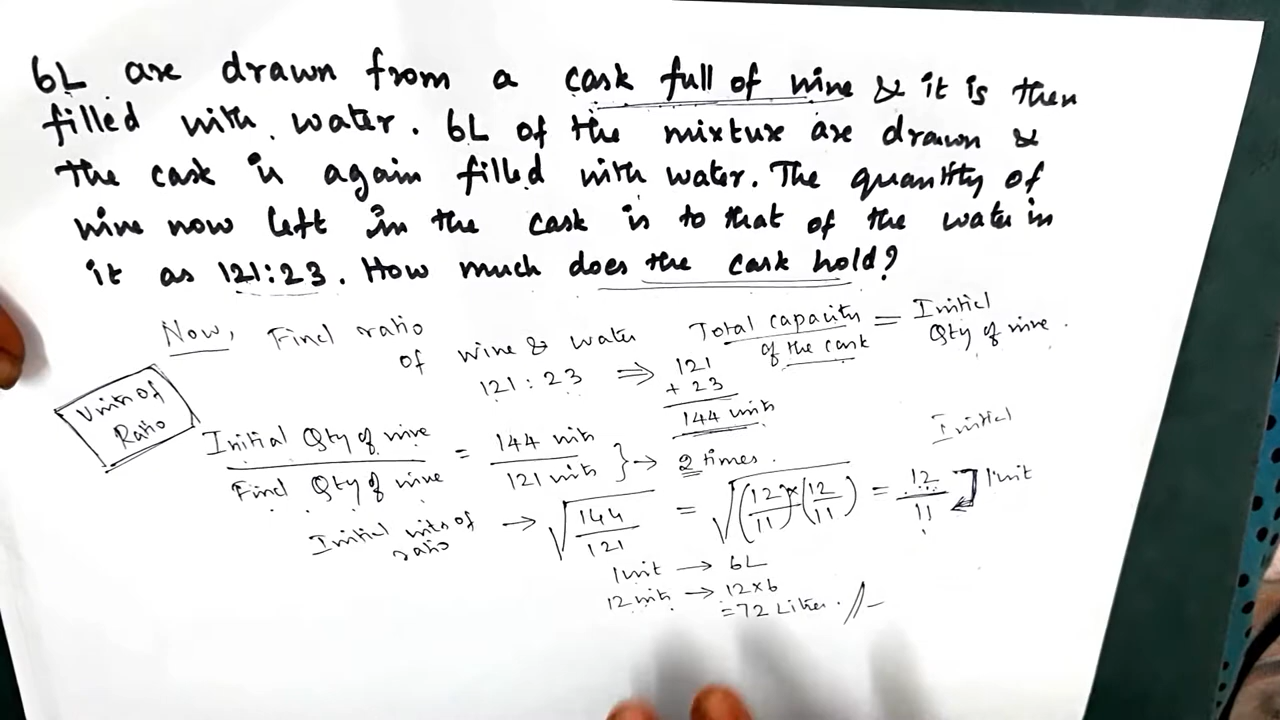 6L are drawn from a cask full of wine & it is then
filled with water. 6L of the mixture are drawn &
the cask is again filled with water. The quantity of
wine now left in the cask is to that of the water in
it as 121:23. How much does the cask hold?
Now, Final ratio of wine & water
121 : 23 ⇒ 121
+ 23
144 units
Total capacity of the cask = Initial Qty of wine.
Units Of
Ratio
Initial Qty of wine / Final Qty of wine = 144 units / 121 units } → 2 times.
Initial units of ratio → √(144/121) = √((12/11)×(12/11)) = 12/11 ] 1 unit
Initial
1 unit → 6L
12 units → 12×6
= 72 Litres. //